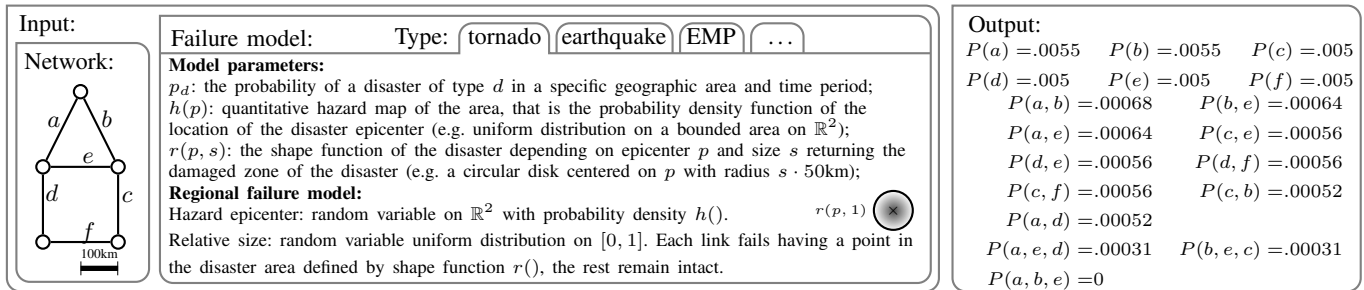 Input:
Network:
a
b
e
d
c
f
100km
Failure model:
Type: tornado earthquake EMP ...
Model parameters:
p_d: the probability of a disaster of type d in a specific geographic area and time period;
h(p): quantitative hazard map of the area, that is the probability density function of the
location of the disaster epicenter (e.g. uniform distribution on a bounded area on ℝ²);
r(p, s): the shape function of the disaster depending on epicenter p and size s returning the
damaged zone of the disaster (e.g. a circular disk centered on p with radius s · 50km);
Regional failure model:
Hazard epicenter: random variable on ℝ² with probability density h().
r(p, 1)
Relative size: random variable uniform distribution on [0, 1]. Each link fails having a point in
the disaster area defined by shape function r(), the rest remain intact.
Output:
P(a) =.0055 P(b) =.0055 P(c) =.005
P(d) =.005 P(e) =.005 P(f) =.005
P(a, b) =.00068 P(b, e) =.00064
P(a, e) =.00064 P(c, e) =.00056
P(d, e) =.00056 P(d, f) =.00056
P(c, f) =.00056 P(c, b) =.00052
P(a, d) =.00052
P(a, e, d) =.00031 P(b, e, c) =.00031
P(a, b, e) =0